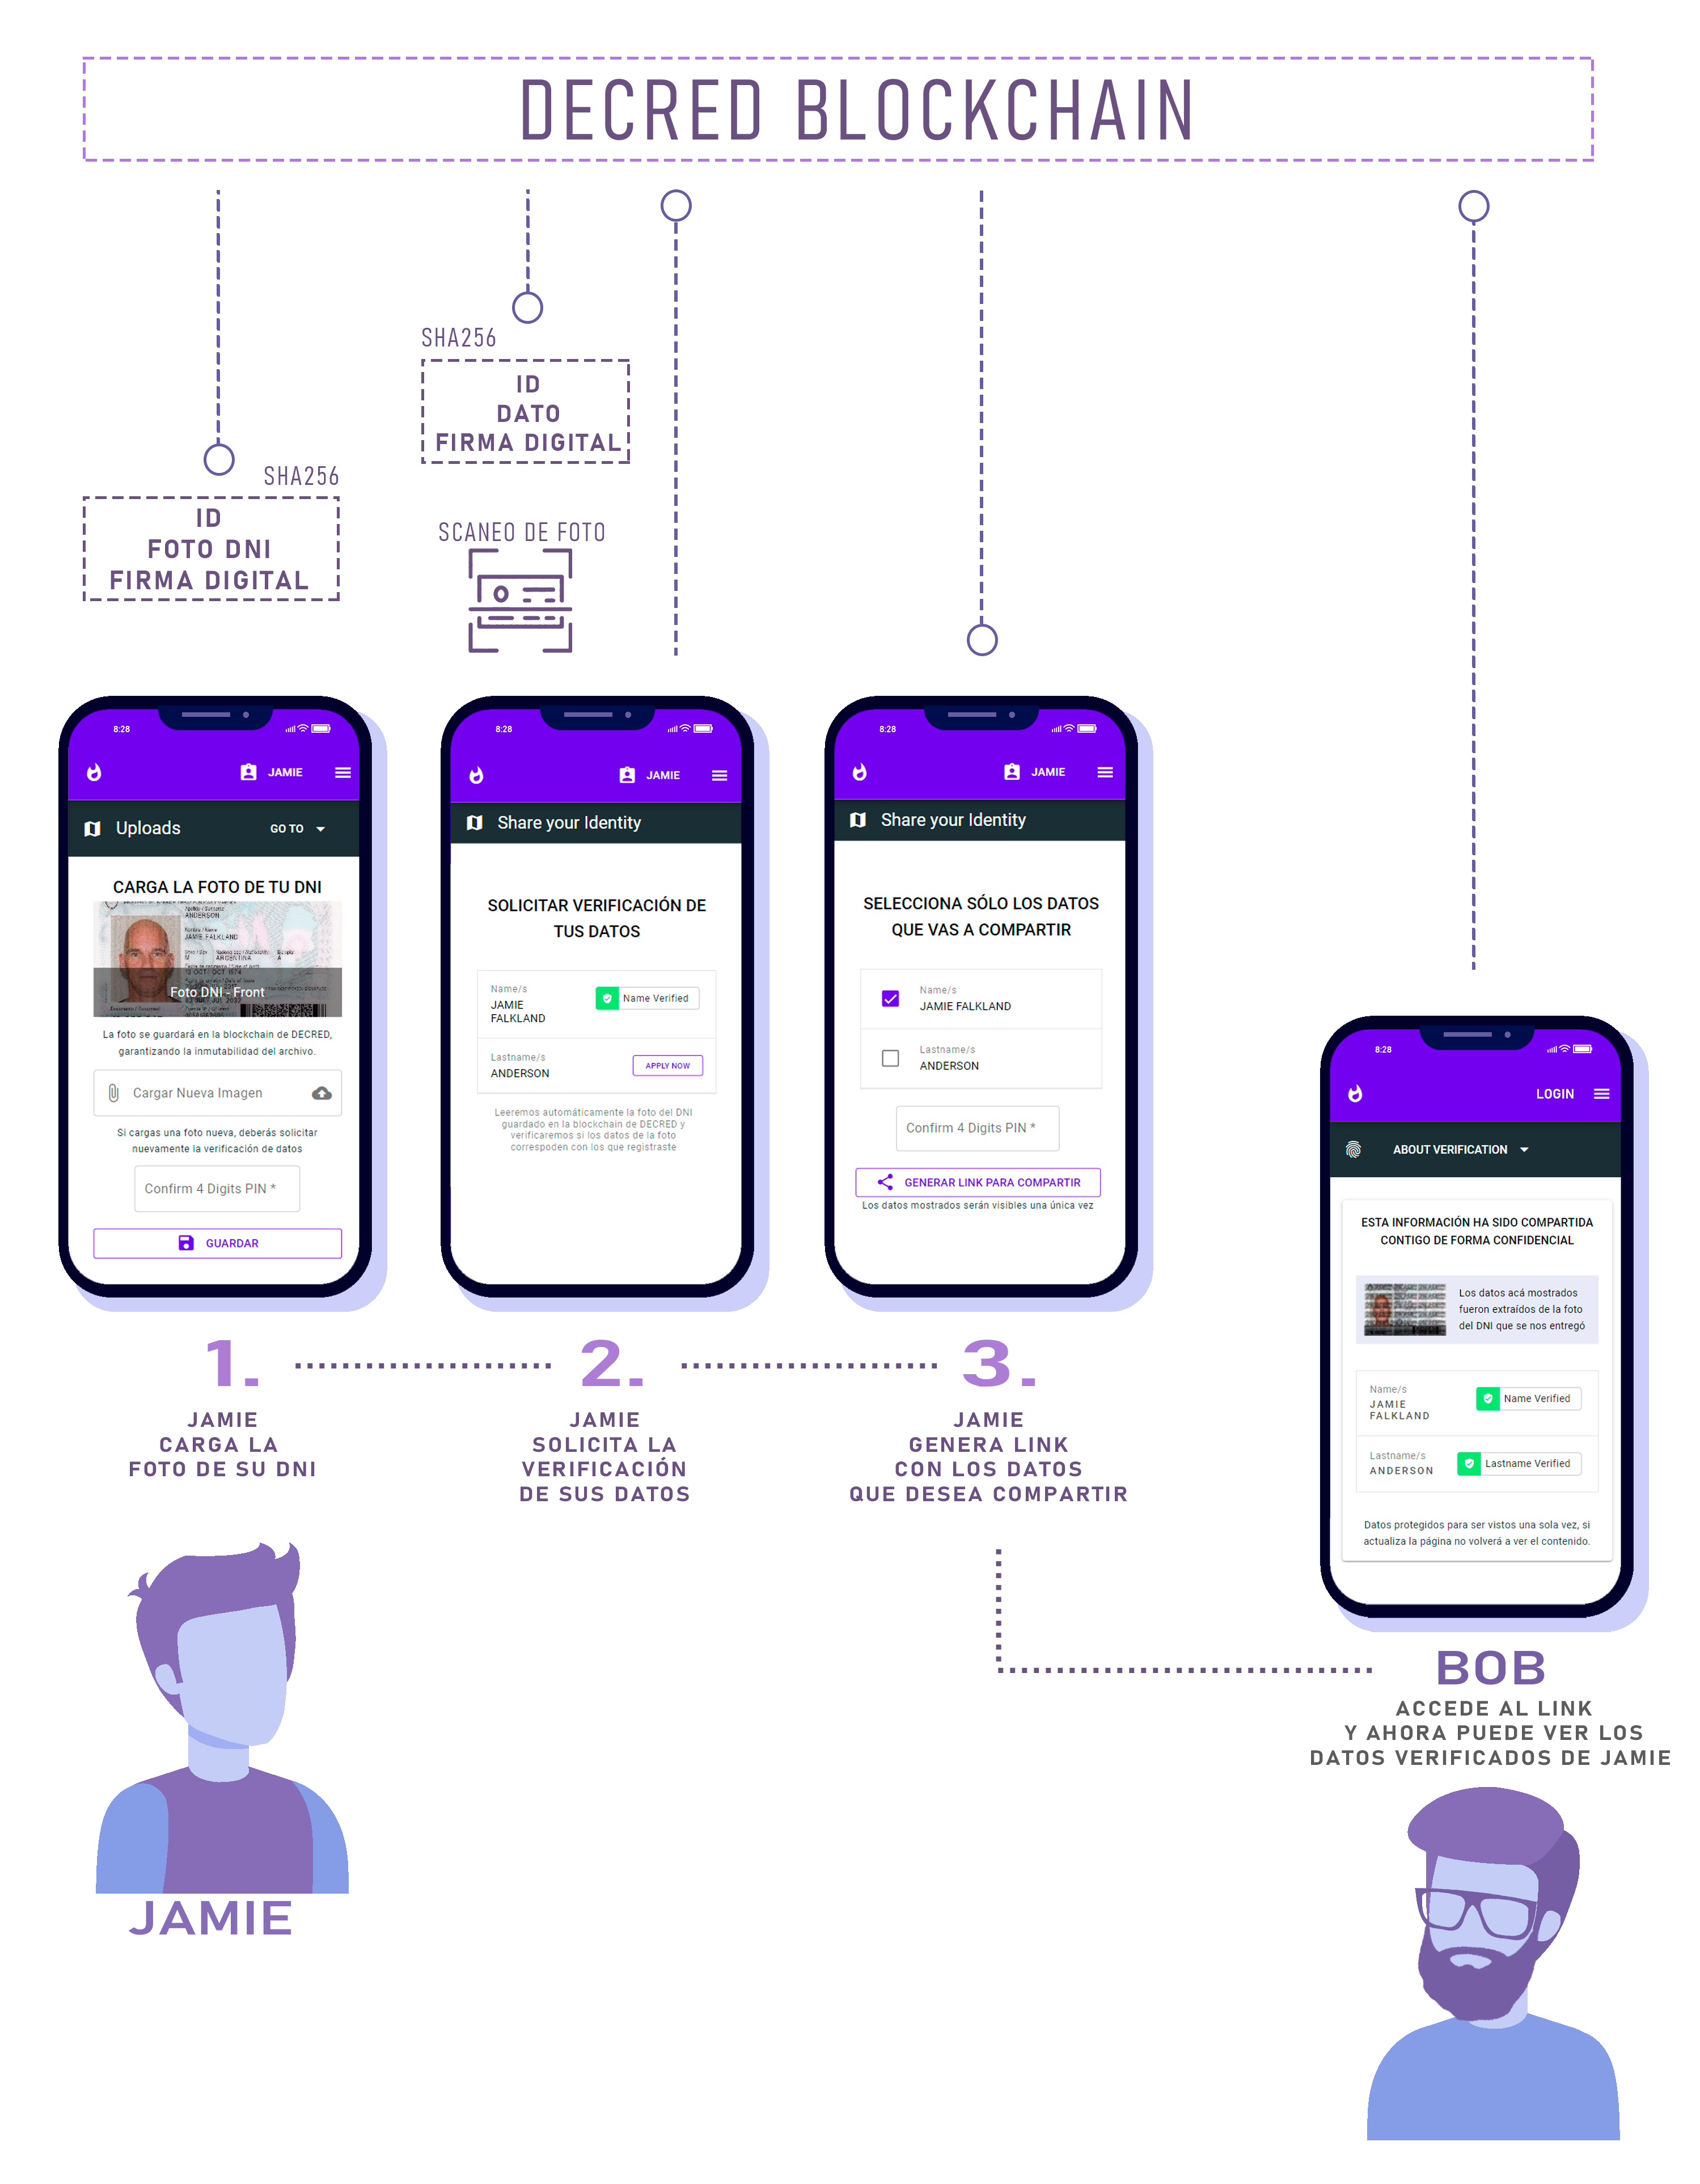 DECRED BLOCKCHAIN
SHA256
ID
DATO
FIRMA DIGITAL
SHA256
ID
FOTO DNI
FIRMA DIGITAL
SCANEO DE FOTO
8:28
JAMIE
Uploads
GO TO
CARGA LA FOTO DE TU DNI
ANDERSON
JAMIE FALKLAND
ARGENTINA
Foto DNI - Front
La foto se guardará en la blockchain de DECRED,
garantizando la inmutabilidad del archivo.
Cargar Nueva Imagen
Si cargas una foto nueva, deberás solicitar
nuevamente la verificación de datos
Confirm 4 Digits PIN *
GUARDAR
8:28
JAMIE
Share your Identity
SOLICITAR VERIFICACIÓN DE
TUS DATOS
Name/s
JAMIE
FALKLAND
Name Verified
Lastname/s
ANDERSON
APPLY NOW
Leeremos automáticamente la foto del DNI
guardado en la blockchain de DECRED y
verificaremos si los datos de la foto
correspoden con los que registraste
8:28
JAMIE
Share your Identity
SELECCIONA SÓLO LOS DATOS
QUE VAS A COMPARTIR
Name/s
JAMIE FALKLAND
Lastname/s
ANDERSON
Confirm 4 Digits PIN *
GENERAR LINK PARA COMPARTIR
Los datos mostrados serán visibles una única vez
8:28
LOGIN
ABOUT VERIFICATION
ESTA INFORMACIÓN HA SIDO COMPARTIDA
CONTIGO DE FORMA CONFIDENCIAL
Los datos acá mostrados
fueron extraídos de la foto
del DNI que se nos entregó
Name/s
JAMIE
FALKLAND
Name Verified
Lastname/s
ANDERSON
Lastname Verified
Datos protegidos para ser vistos una sola vez, si
actualiza la página no volverá a ver el contenido.
1.
JAMIE
CARGA LA
FOTO DE SU DNI
2.
JAMIE
SOLICITA LA
VERIFICACIÓN
DE SUS DATOS
3.
JAMIE
GENERA LINK
CON LOS DATOS
QUE DESEA COMPARTIR
BOB
ACCEDE AL LINK
Y AHORA PUEDE VER LOS
DATOS VERIFICADOS DE JAMIE
JAMIE